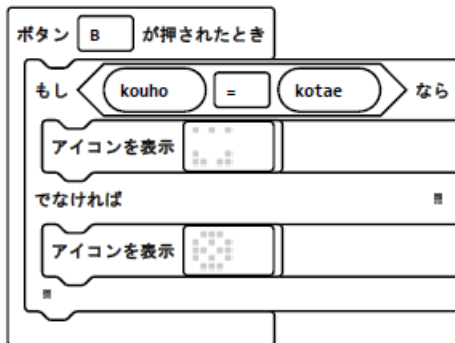 ボタン B が押されたとき
もし kouho = kotae なら
アイコンを表示
でなければ
アイコンを表示